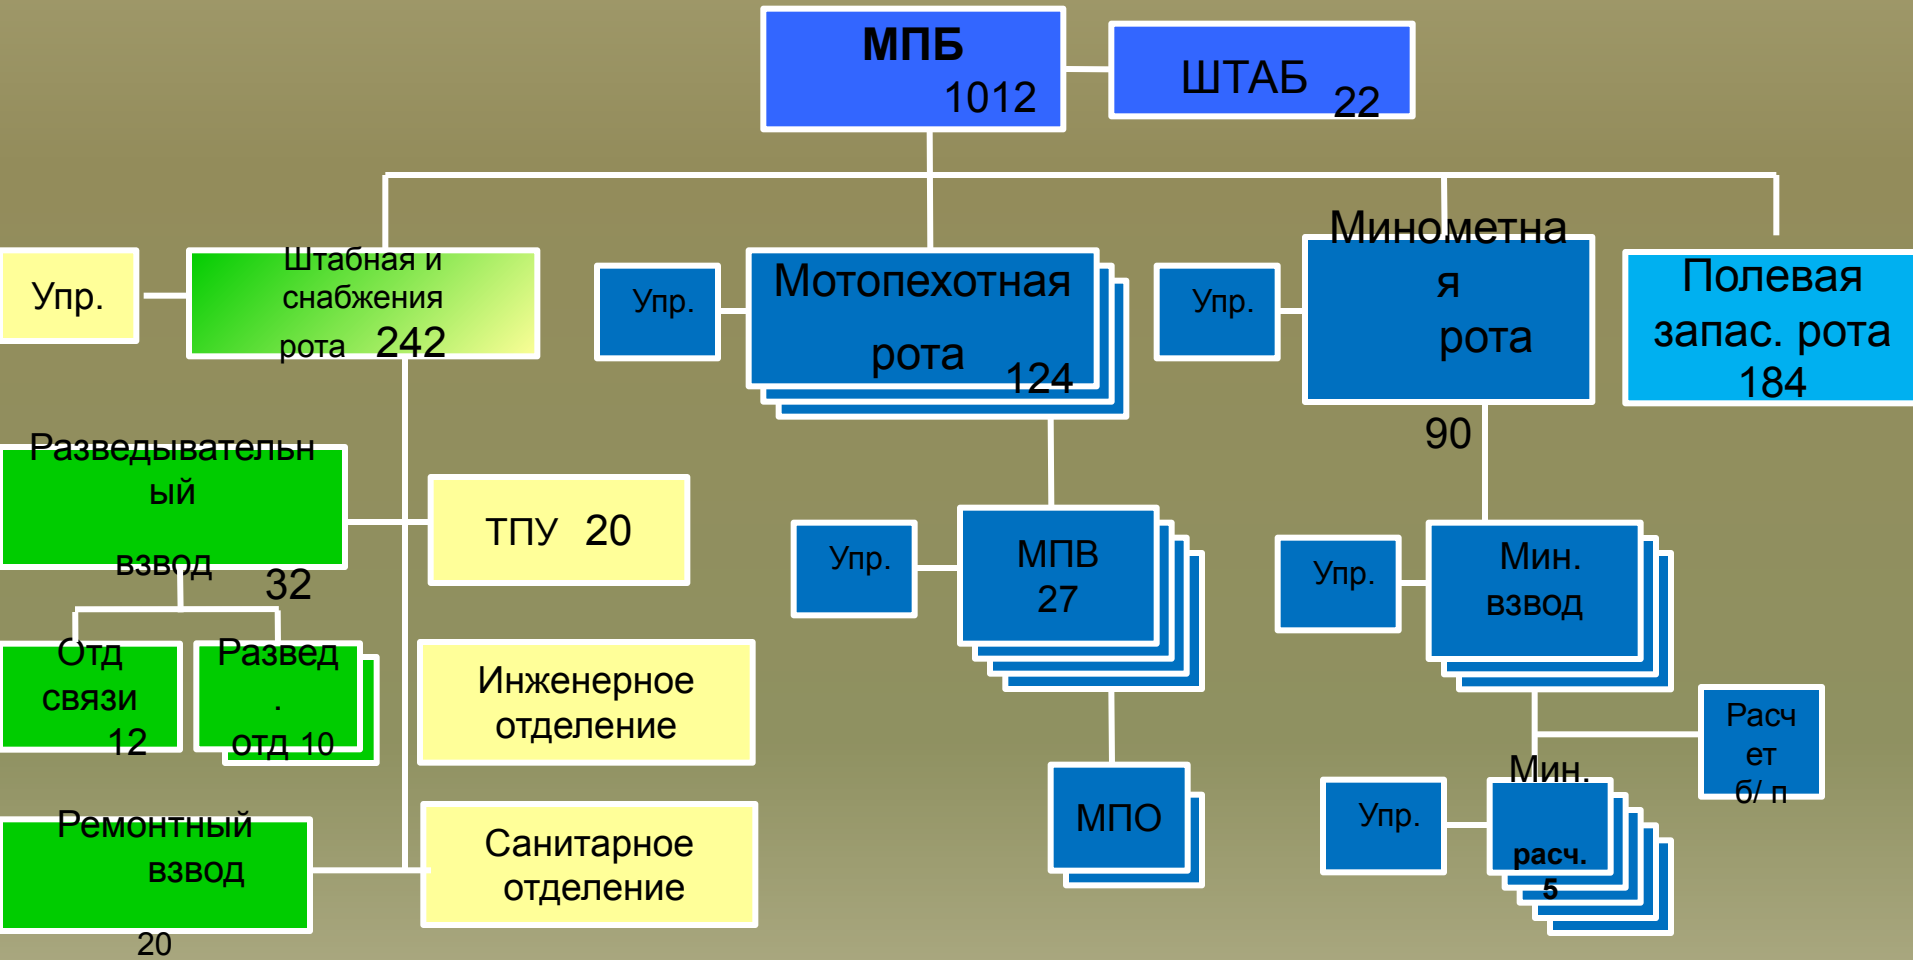 МПБ
1012
ШТАБ 22
Упр.
Штабная и
снабжения
рота 242
Упр.
Мотопехотная
рота 124
Упр.
Минометна
я
рота
90
Полевая
запас. рота
184
Разведывательн
ый
взвод 32
ТПУ 20
Упр.
МПВ
27
Упр.
Мин.
взвод
Отд
связи
12
Развед
.
отд 10
Инженерное
отделение
Расч
ет
б/ п
Ремонтный
взвод
20
Санитарное
отделение
МПО
Упр.
Мин.
расч.
5